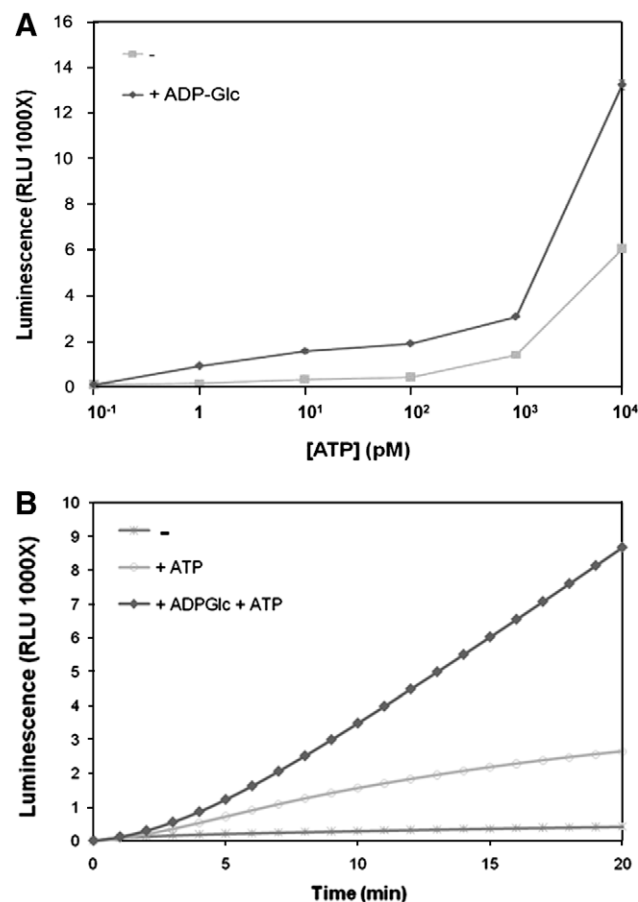 A
16
14
12
10
8
6
4
2
0
Luminescence (RLU 1000X)
-
+ ADP-Glc
10⁻¹ 1 10¹ 10² 10³ 10⁴
[ATP] (pM)
B
10
9
8
7
6
5
4
3
2
1
0
Luminescence (RLU 1000X)
-
+ ATP
+ ADPGlc + ATP
0 5 10 15 20
Time (min)